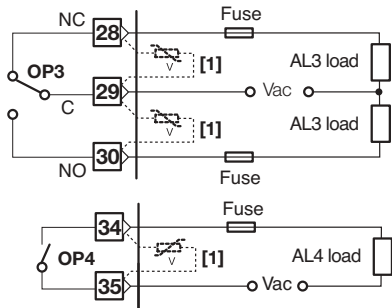 NC 28 Fuse
V [1] AL3 load
OP3 29
C Vac
V [1] AL3 load
NO 30 Fuse
34 Fuse
OP4 V [1] AL4 load
35 Vac